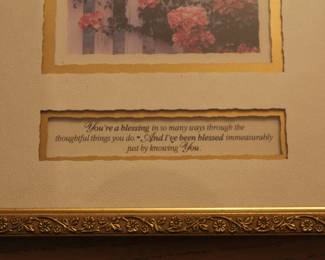 You're a blessing in so many ways through the
thoughtful things you do. And I've been blessed immeasurably
just by knowing You.